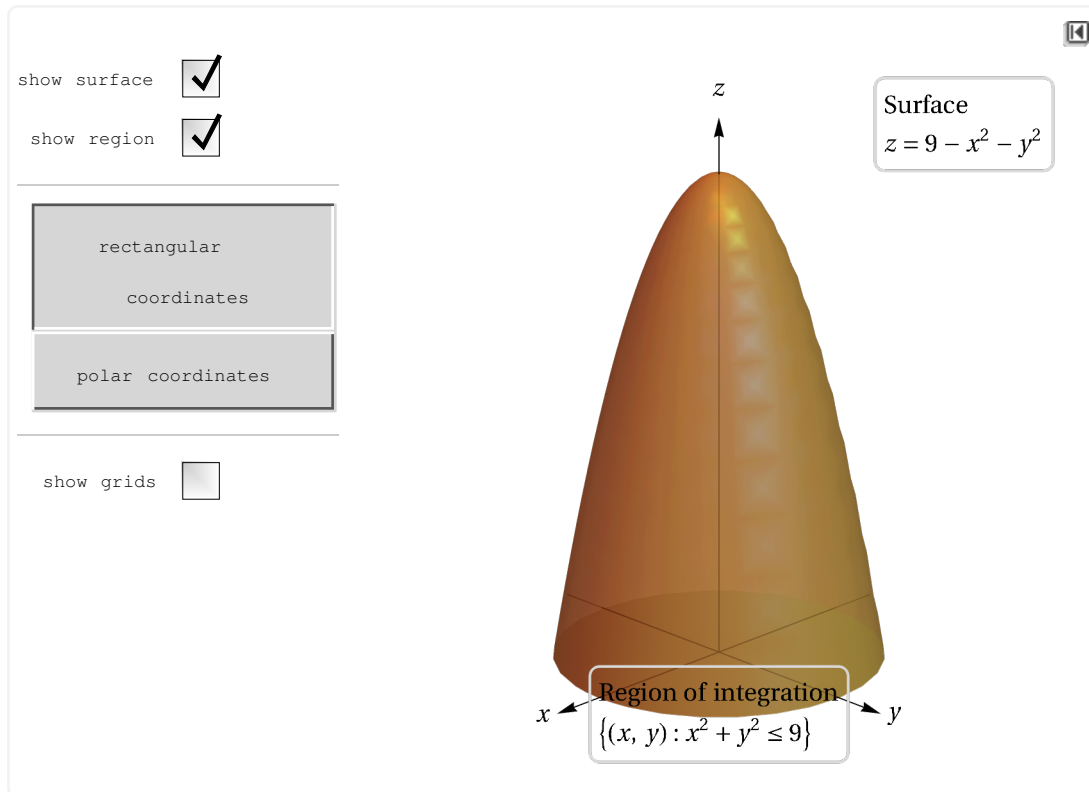 show surface
show region
rectangular
coordinates
polar coordinates
show grids
z
Surface
z = 9 − x² − y²
x
y
Region of integration
{(x, y) : x² + y² ≤ 9}